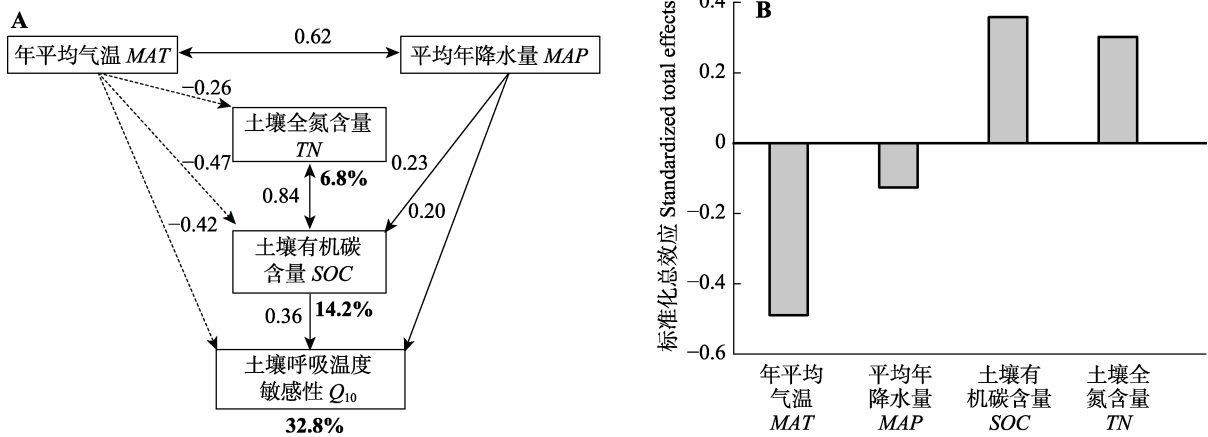 A
年平均气温 MAT
0.62
平均年降水量 MAP
−0.26
土壤全氮含量
TN
−0.47
0.23
6.8%
0.84
−0.42
0.20
土壤有机碳
含量 SOC
0.36
14.2%
土壤呼吸温度
敏感性 Q10
32.8%
B
标准化总效应 Standardized total effects
0.4
0.2
0
−0.2
−0.4
−0.6
年平均
气温
MAT
平均年
降水量
MAP
土壤有
机碳含量
SOC
土壤全
氮含量
TN